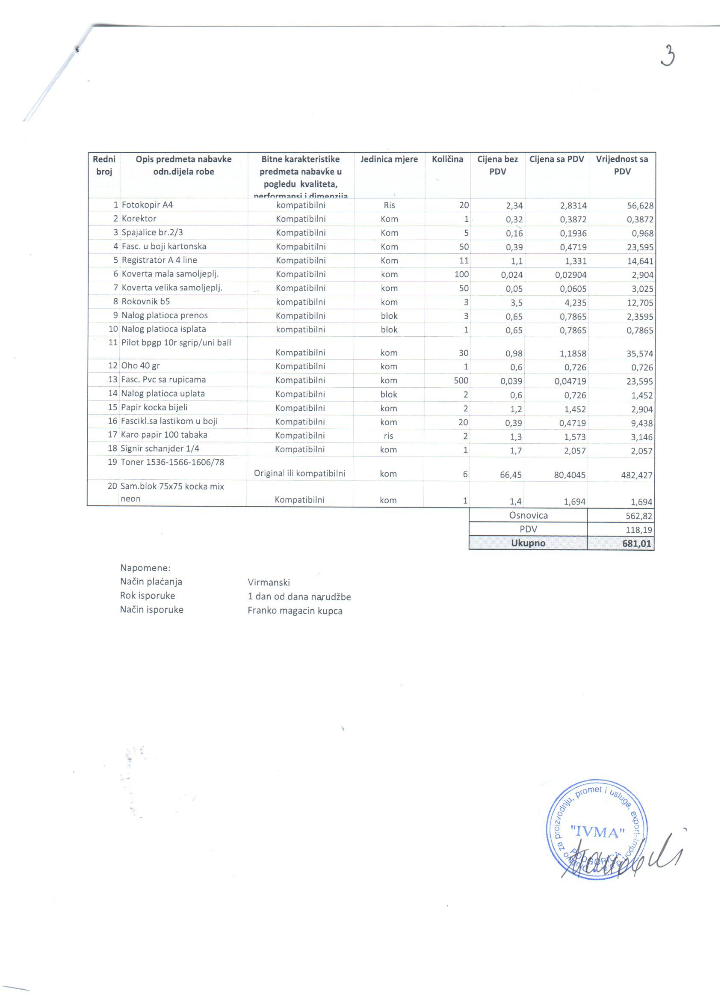 3
Redni broj Opis predmeta nabavke odn.dijela robe Bitne karakteristike predmeta nabavke u pogledu kvaliteta, performansi i dimenzija Jedinica mjere Količina Cijena bez PDV Cijena sa PDV Vrijednost sa PDV
1 Fotokopir A4 kompatibilni Ris 20 2,34 2,8314 56,628
2 Korektor Kompatibilni Kom 1 0,32 0,3872 0,3872
3 Spajalice br.2/3 Kompatibilni Kom 5 0,16 0,1936 0,968
4 Fasc. u boji kartonska Kompabitilni Kom 50 0,39 0,4719 23,595
5 Registrator A 4 line Kompatibilni Kom 11 1,1 1,331 14,641
6 Koverta mala samoljeplj. Kompatibilni kom 100 0,024 0,02904 2,904
7 Koverta velika samoljeplj. Kompatibilni kom 50 0,05 0,0605 3,025
8 Rokovnik b5 kompatibilni kom 3 3,5 4,235 12,705
9 Nalog platioca prenos Kompatibilni blok 3 0,65 0,7865 2,3595
10 Nalog platioca isplata kompatibilni blok 1 0,65 0,7865 0,7865
11 Pilot bpgp 10r sgrip/uni ball Kompatibilni kom 30 0,98 1,1858 35,574
12 Oho 40 gr Kompatibilni kom 1 0,6 0,726 0,726
13 Fasc. Pvc sa rupicama Kompatibilni kom 500 0,039 0,04719 23,595
14 Nalog platioca uplata Kompatibilni blok 2 0,6 0,726 1,452
15 Papir kocka bijeli Kompatibilni kom 2 1,2 1,452 2,904
16 Fascikl.sa lastikom u boji Kompatibilni kom 20 0,39 0,4719 9,438
17 Karo papir 100 tabaka Kompatibilni ris 2 1,3 1,573 3,146
18 Signir schanjder 1/4 Kompatibilni kom 1 1,7 2,057 2,057
19 Toner 1536-1566-1606/78 Original ili kompatibilni kom 6 66,45 80,4045 482,427
20 Sam.blok 75x75 kocka mix neon Kompatibilni kom 1 1,4 1,694 1,694
Osnovica 562,82
PDV 118,19
Ukupno 681,01
Napomene:
Način plaćanja Virmanski
Rok isporuke 1 dan od dana narudžbe
Način isporuke Franko magacin kupca
Društvo za proizvodnju, promet i usluge, export-import d.o.o.
"IVMA"
PODGORICA